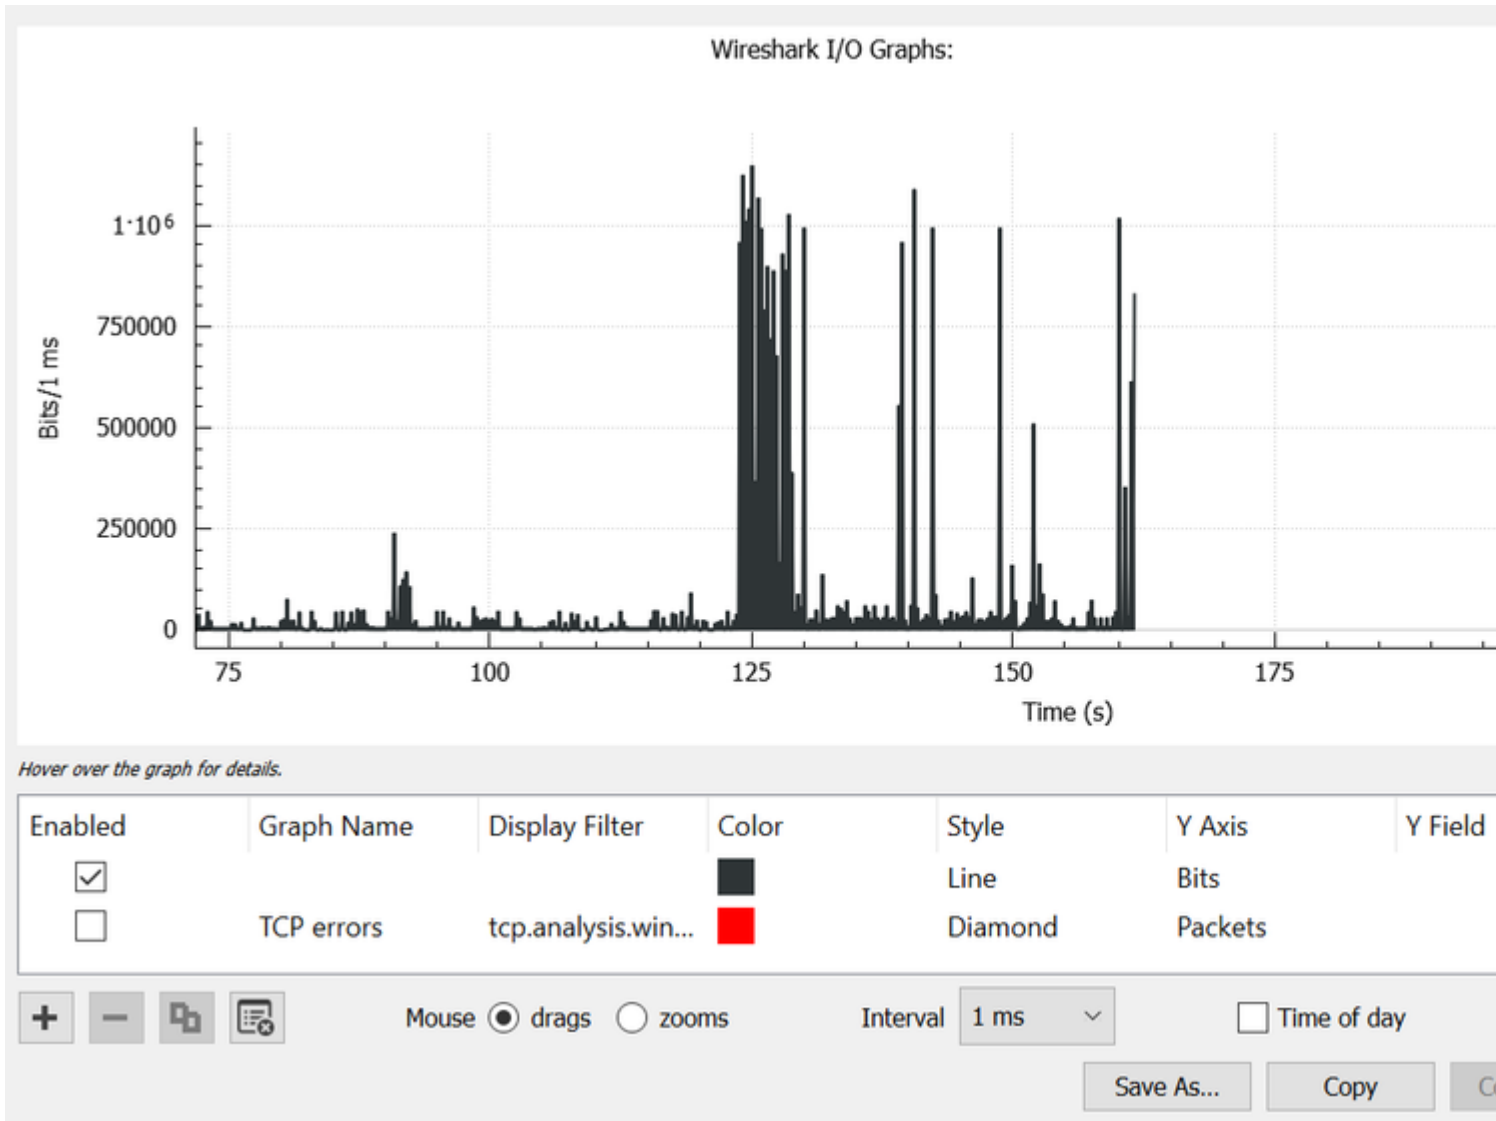 Wireshark I/O Graphs:
1·10⁶
750000
500000
250000
0
Bits/1 ms
75 100 125 150 175
Time (s)
Hover over the graph for details.
Enabled Graph Name Display Filter Color Style Y Axis Y Field
Line Bits
TCP errors tcp.analysis.win... Diamond Packets
Mouse drags zooms Interval 1 ms Time of day
Save As... Copy